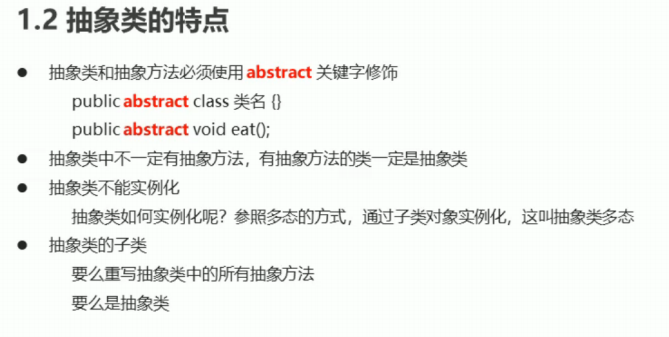 1.2 抽象类的特点
● 抽象类和抽象方法必须使用 abstract 关键字修饰
public abstract class 类名 {}
public abstract void eat();
● 抽象类中不一定有抽象方法，有抽象方法的类一定是抽象类
● 抽象类不能实例化
抽象类如何实例化呢？参照多态的方式，通过子类对象实例化，这叫抽象类多态
● 抽象类的子类
要么重写抽象类中的所有抽象方法
要么是抽象类